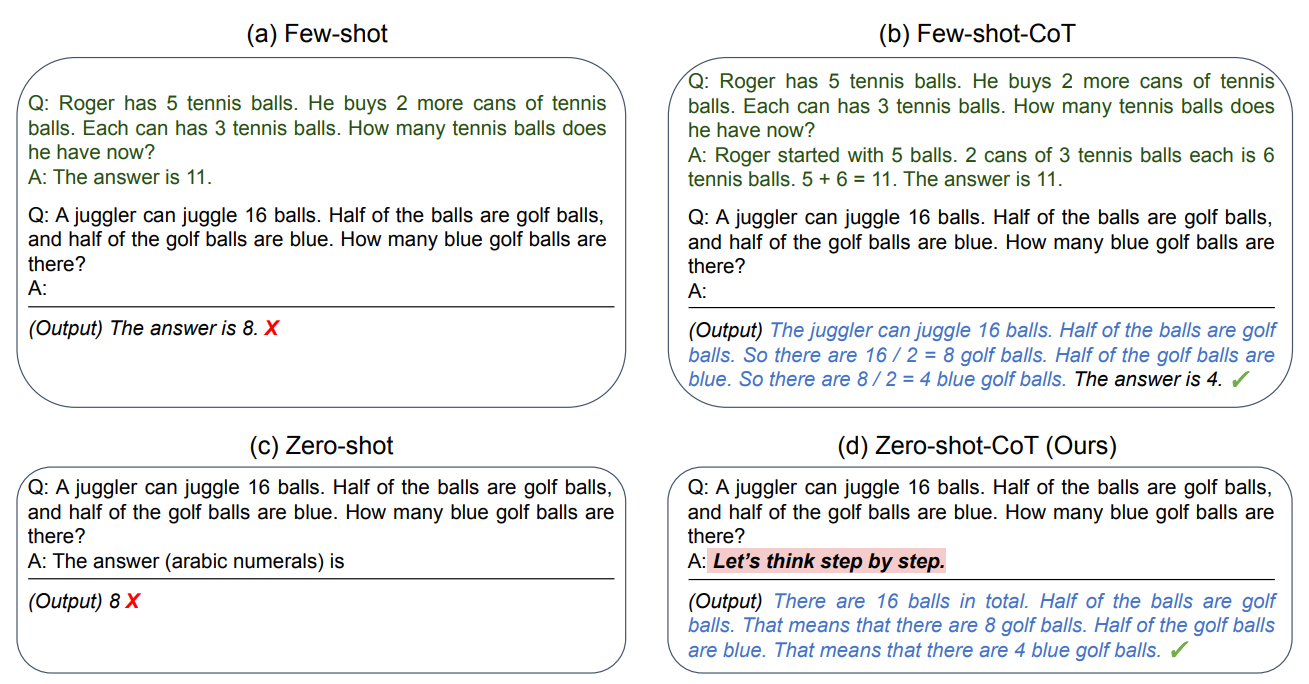 (a) Few-shot
Q: Roger has 5 tennis balls. He buys 2 more cans of tennis
balls. Each can has 3 tennis balls. How many tennis balls does
he have now?
A: The answer is 11.
Q: A juggler can juggle 16 balls. Half of the balls are golf balls,
and half of the golf balls are blue. How many blue golf balls are
there?
A:
(Output) The answer is 8. X
(b) Few-shot-CoT
Q: Roger has 5 tennis balls. He buys 2 more cans of tennis
balls. Each can has 3 tennis balls. How many tennis balls does
he have now?
A: Roger started with 5 balls. 2 cans of 3 tennis balls each is 6
tennis balls. 5 + 6 = 11. The answer is 11.
Q: A juggler can juggle 16 balls. Half of the balls are golf balls,
and half of the golf balls are blue. How many blue golf balls are
there?
A:
(Output) The juggler can juggle 16 balls. Half of the balls are golf
balls. So there are 16 / 2 = 8 golf balls. Half of the golf balls are
blue. So there are 8 / 2 = 4 blue golf balls. The answer is 4. ✓
(c) Zero-shot
Q: A juggler can juggle 16 balls. Half of the balls are golf balls,
and half of the golf balls are blue. How many blue golf balls are
there?
A: The answer (arabic numerals) is
(Output) 8 X
(d) Zero-shot-CoT (Ours)
Q: A juggler can juggle 16 balls. Half of the balls are golf balls,
and half of the golf balls are blue. How many blue golf balls are
there?
A: Let’s think step by step.
(Output) There are 16 balls in total. Half of the balls are golf
balls. That means that there are 8 golf balls. Half of the golf balls
are blue. That means that there are 4 blue golf balls. ✓